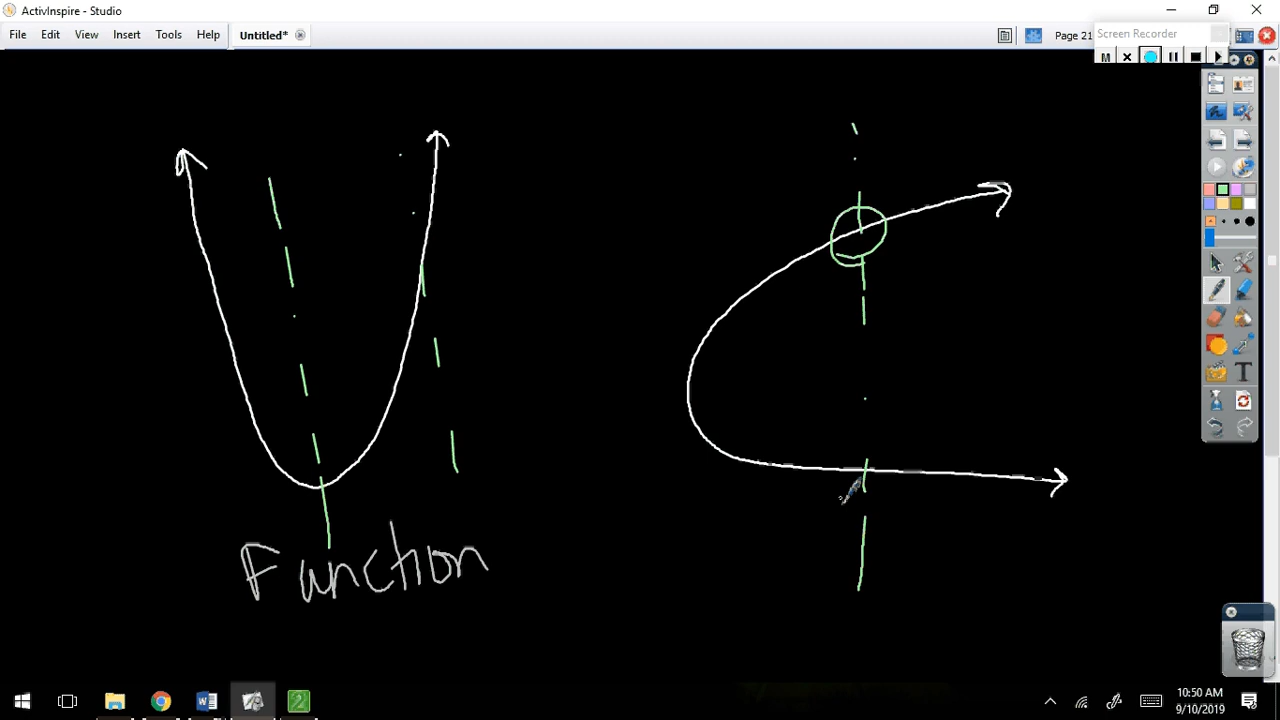 ActivInspire - Studio
File Edit View Insert Tools Help Untitled*
Page 21
Screen Recorder
M
T
Function
2
10:50 AM
9/10/2019